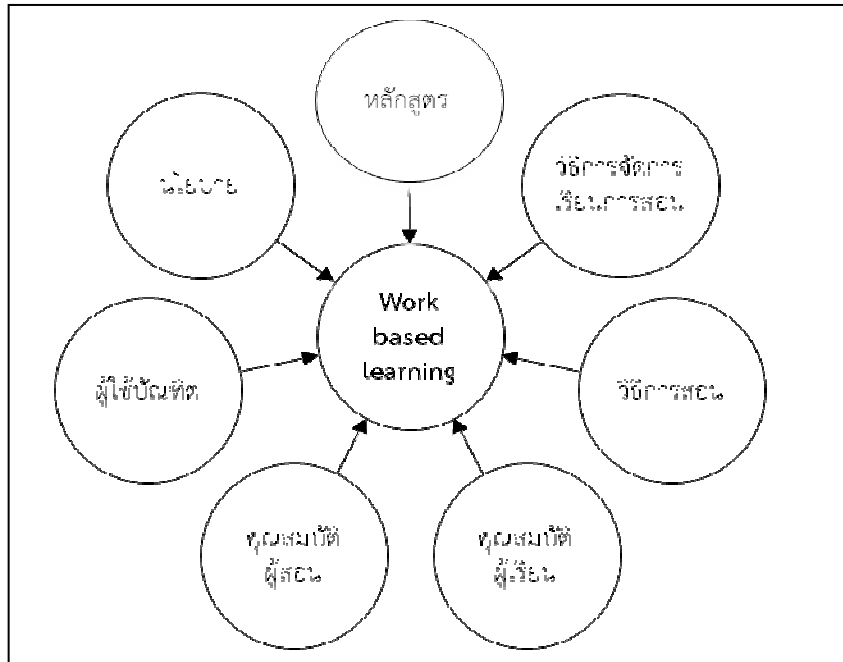 หลักสูตร
นโยบาย
วิธีการจัดการ
เรียนการสอน
Work
based
learning
ผู้ใช้บัณฑิต
วิธีการสอน
คุณสมบัติ
ผู้สอน
คุณสมบัติ
ผู้เรียน